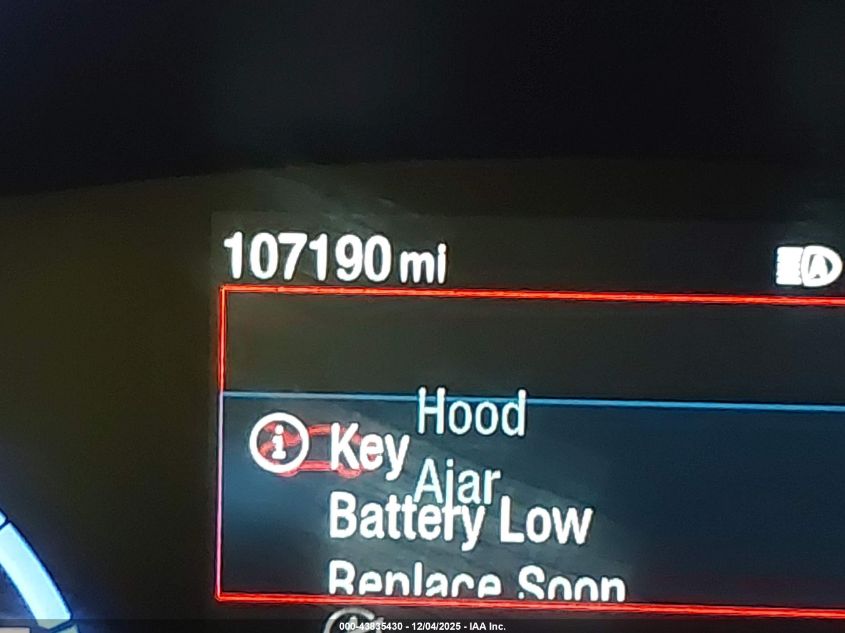 107190 mi
Hood
Key
Ajar
Battery Low
Replace Soon
000-43835430 - 12/04/2025 - IAA Inc.